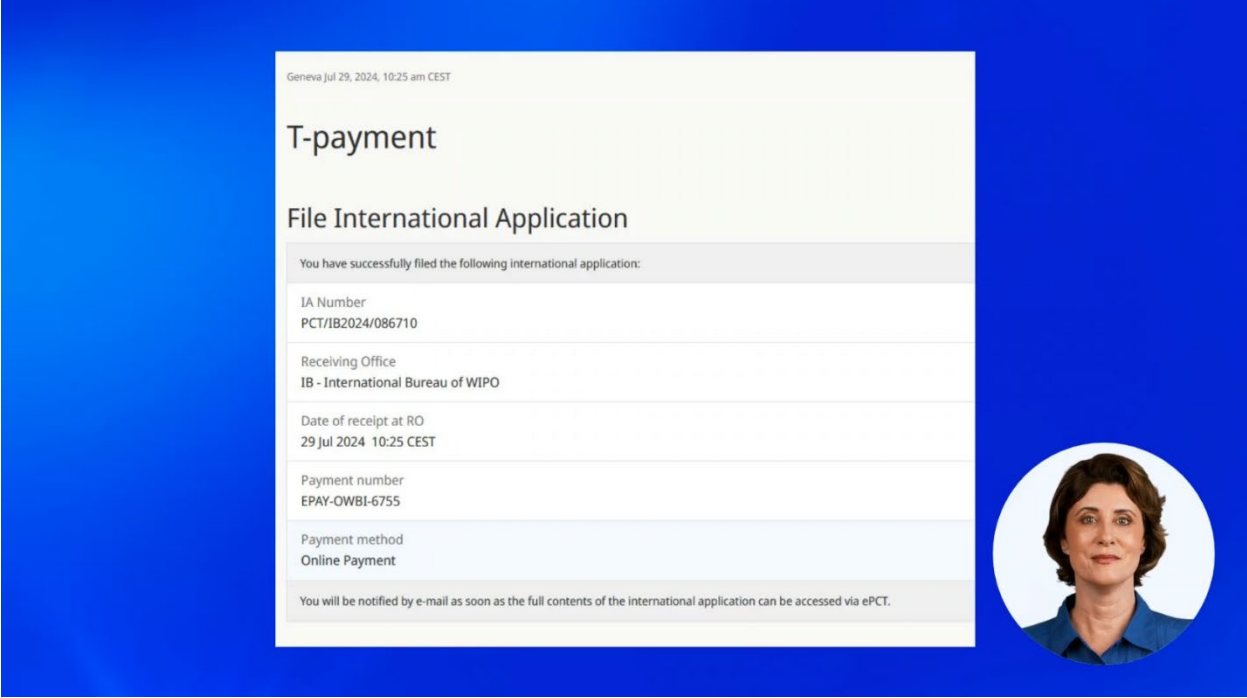 Geneva Jul 29, 2024, 10:25 am CEST
T-payment
File International Application
You have successfully filed the following international application:
IA Number
PCT/IB2024/086710
Receiving Office
IB - International Bureau of WIPO
Date of receipt at RO
29 Jul 2024 10:25 CEST
Payment number
EPAY-OWBI-6755
Payment method
Online Payment
You will be notified by e-mail as soon as the full contents of the international application can be accessed via ePCT.